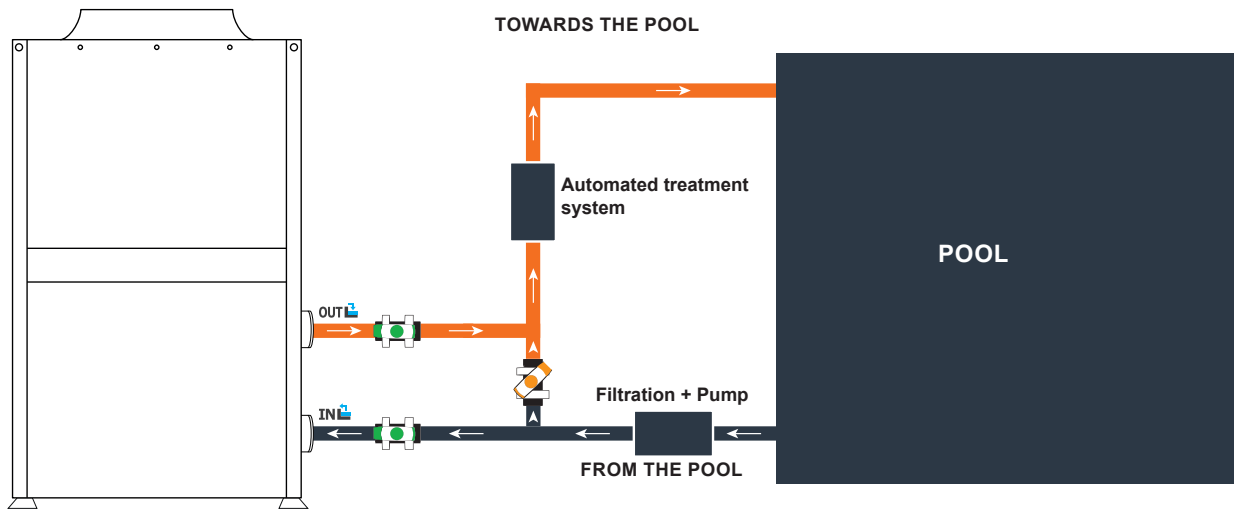 TOWARDS THE POOL
Automated treatment
system
POOL
OUT
IN
Filtration + Pump
FROM THE POOL